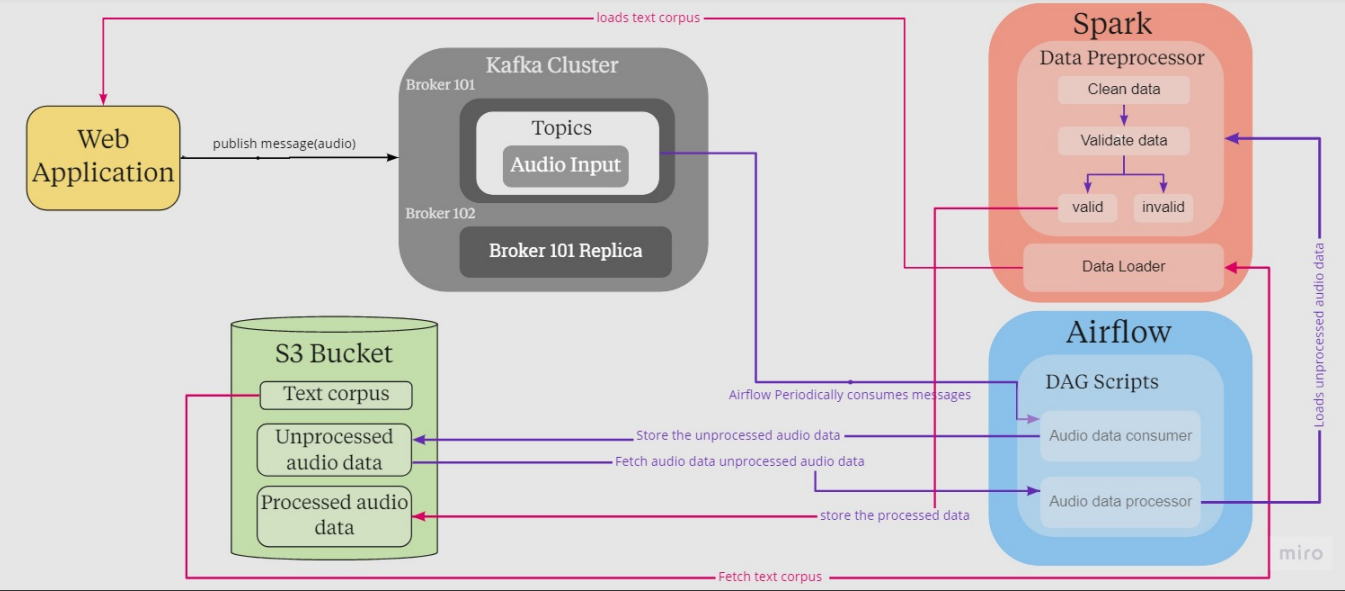 loads text corpus
Spark
Data Preprocessor
Clean data
Validate data
valid
invalid
Data Loader
Kafka Cluster
Broker 101
Topics
Audio Input
Broker 102
Broker 101 Replica
Web
Application
publish message(audio)
S3 Bucket
Text corpus
Unprocessed
audio data
Processed audio
data
Airflow
DAG Scripts
Audio data consumer
Audio data processor
Airflow Periodically consumes messages
Store the unprocessed audio data
Fetch audio data unprocessed audio data
store the processed data
Fetch text corpus
Loads unprocessed audio data
miro